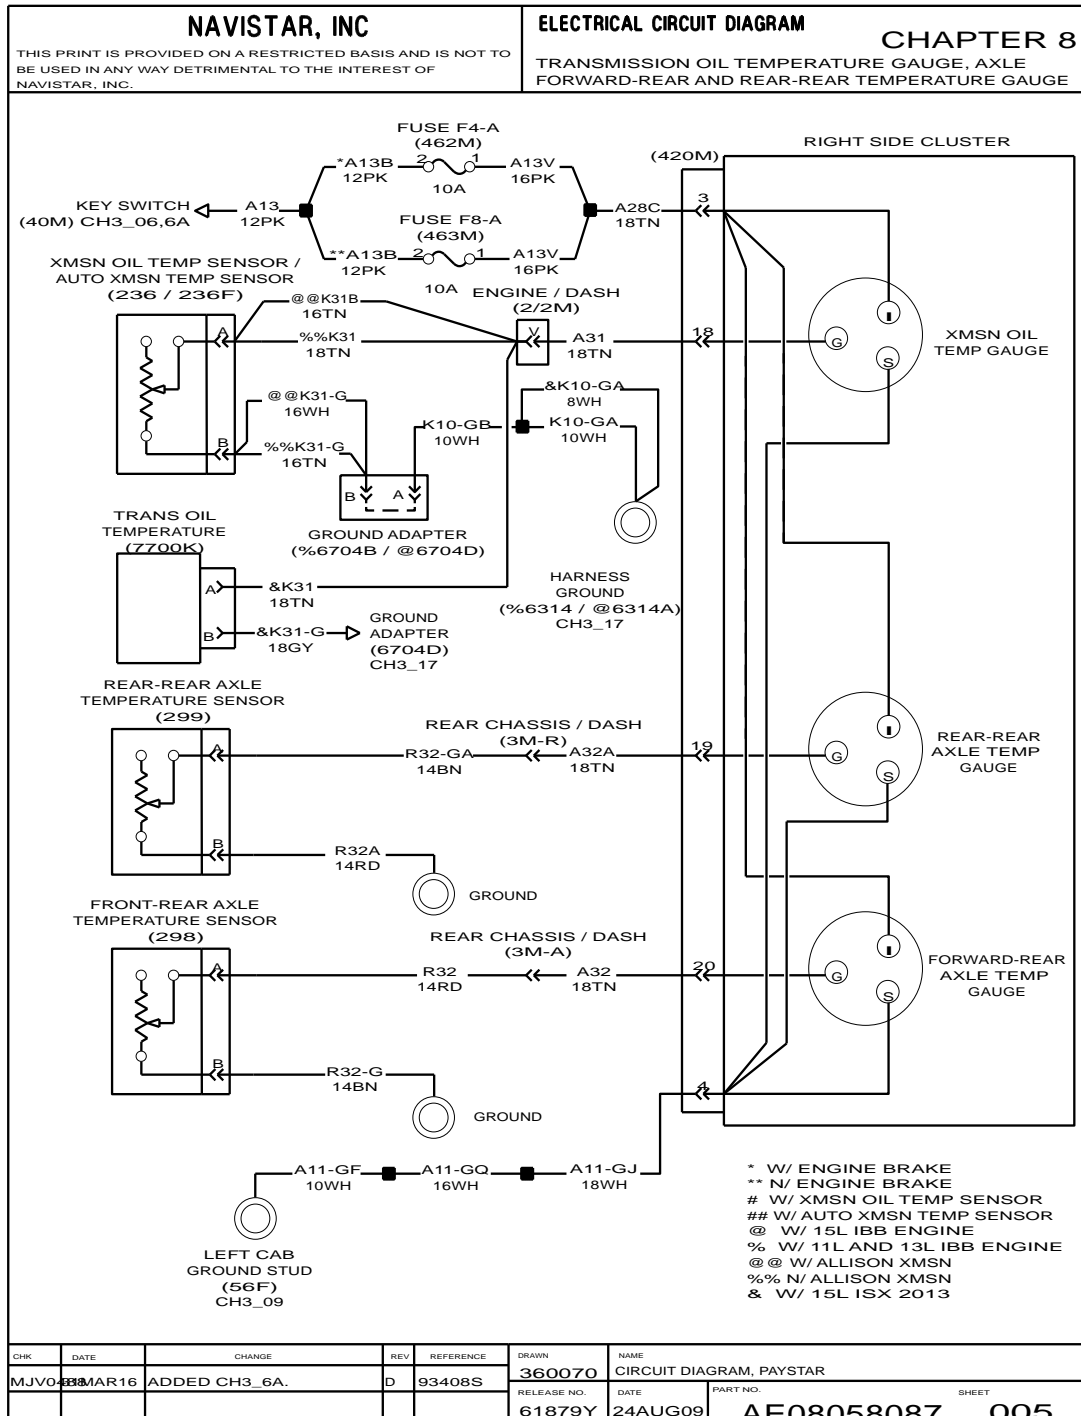 NAVISTAR, INC
THIS PRINT IS PROVIDED ON A RESTRICTED BASIS AND IS NOT TO
BE USED IN ANY WAY DETRIMENTAL TO THE INTEREST OF
NAVISTAR, INC.
ELECTRICAL CIRCUIT DIAGRAM
CHAPTER 8
TRANSMISSION OIL TEMPERATURE GAUGE, AXLE
FORWARD-REAR AND REAR-REAR TEMPERATURE GAUGE
FUSE F4-A
(462M)
*A13B
12PK
2
1
10A
A13V
16PK
(420M)
RIGHT SIDE CLUSTER
KEY SWITCH
(40M) CH3_06,6A
A13
12PK
FUSE F8-A
(463M)
**A13B
12PK
2
1
10A
A13V
16PK
A28C
18TN
3
XMSN OIL TEMP SENSOR /
AUTO XMSN TEMP SENSOR
(236 / 236F)
@@K31B
16TN
A
%%K31
18TN
ENGINE / DASH
(2/2M)
V
A31
18TN
18
G
I
S
XMSN OIL
TEMP GAUGE
@@K31-G
16WH
B
%%K31-G
16TN
K10-GB
10WH
&K10-GA
8WH
K10-GA
10WH
B
A
GROUND ADAPTER
(%6704B / @6704D)
TRANS OIL
TEMPERATURE
(7700K)
A
&K31
18TN
B
&K31-G
18GY
GROUND
ADAPTER
(6704D)
CH3_17
HARNESS
GROUND
(%6314 / @6314A)
CH3_17
REAR-REAR AXLE
TEMPERATURE SENSOR
(299)
A
R32-GA
14BN
REAR CHASSIS / DASH
(3M-R)
A32A
18TN
19
G
I
S
REAR-REAR
AXLE TEMP
GAUGE
B
R32A
14RD
GROUND
FRONT-REAR AXLE
TEMPERATURE SENSOR
(298)
A
R32
14RD
REAR CHASSIS / DASH
(3M-A)
A32
18TN
20
G
I
S
FORWARD-REAR
AXLE TEMP
GAUGE
B
R32-G
14BN
GROUND
4
A11-GF
10WH
A11-GQ
16WH
A11-GJ
18WH
LEFT CAB
GROUND STUD
(56F)
CH3_09
* W/ ENGINE BRAKE
** N/ ENGINE BRAKE
# W/ XMSN OIL TEMP SENSOR
## W/ AUTO XMSN TEMP SENSOR
@ W/ 15L IBB ENGINE
% W/ 11L AND 13L IBB ENGINE
@@ W/ ALLISON XMSN
%% N/ ALLISON XMSN
& W/ 15L ISX 2013
CHK DATE CHANGE REV REFERENCE
MAR16 ADDED CH3_6A. D 93408S
DRAWN
360070
NAME
CIRCUIT DIAGRAM, PAYSTAR
RELEASE NO.
61879Y
DATE
24AUG09
PART NO.
AE08058087
SHEET
005